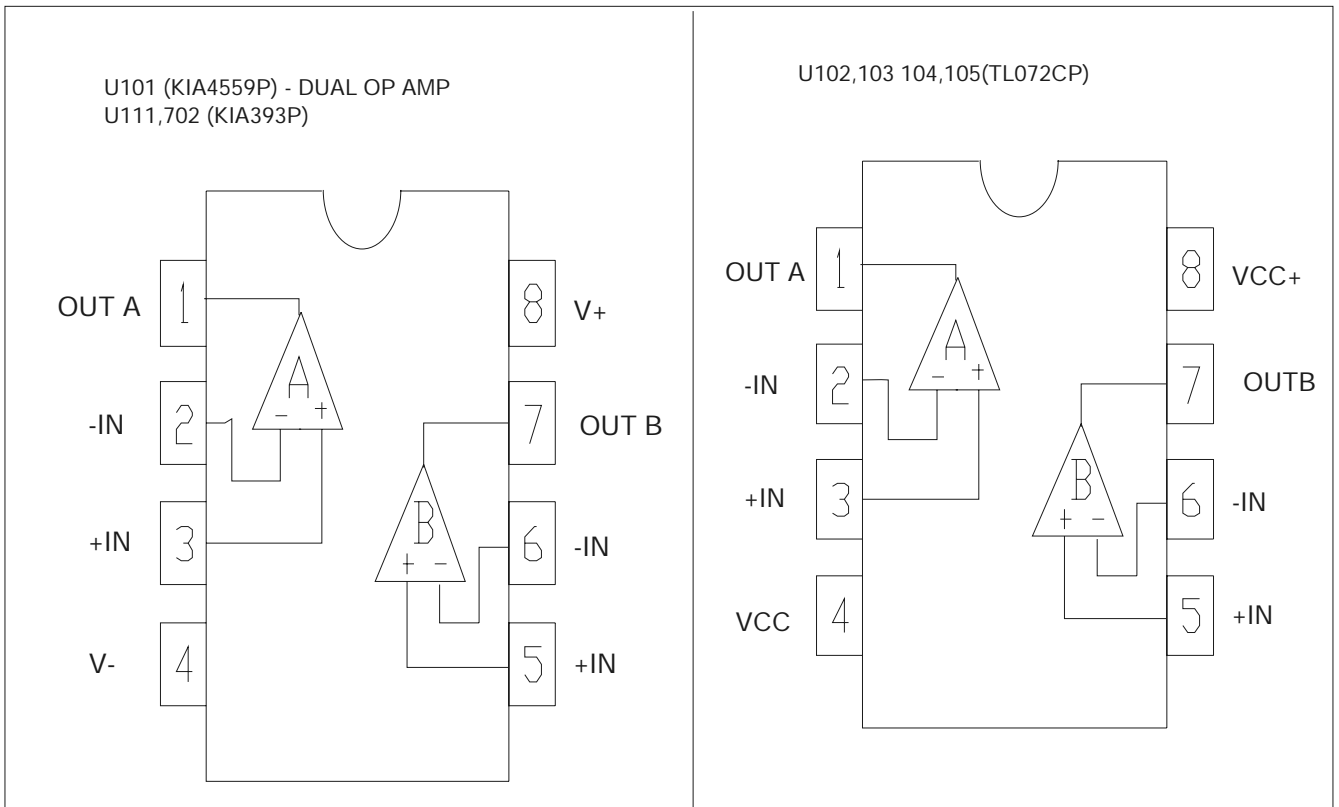 U101 (KIA4559P) - DUAL OP AMP
U111,702 (KIA393P)
OUT A 1
-IN 2
+IN 3
V- 4
A
- +
B
+ -
8 V+
7 OUT B
6 -IN
5 +IN
U102,103 104,105(TL072CP)
OUT A 1
-IN 2
+IN 3
VCC 4
A
- +
B
+ -
8 VCC+
7 OUTB
6 -IN
5 +IN